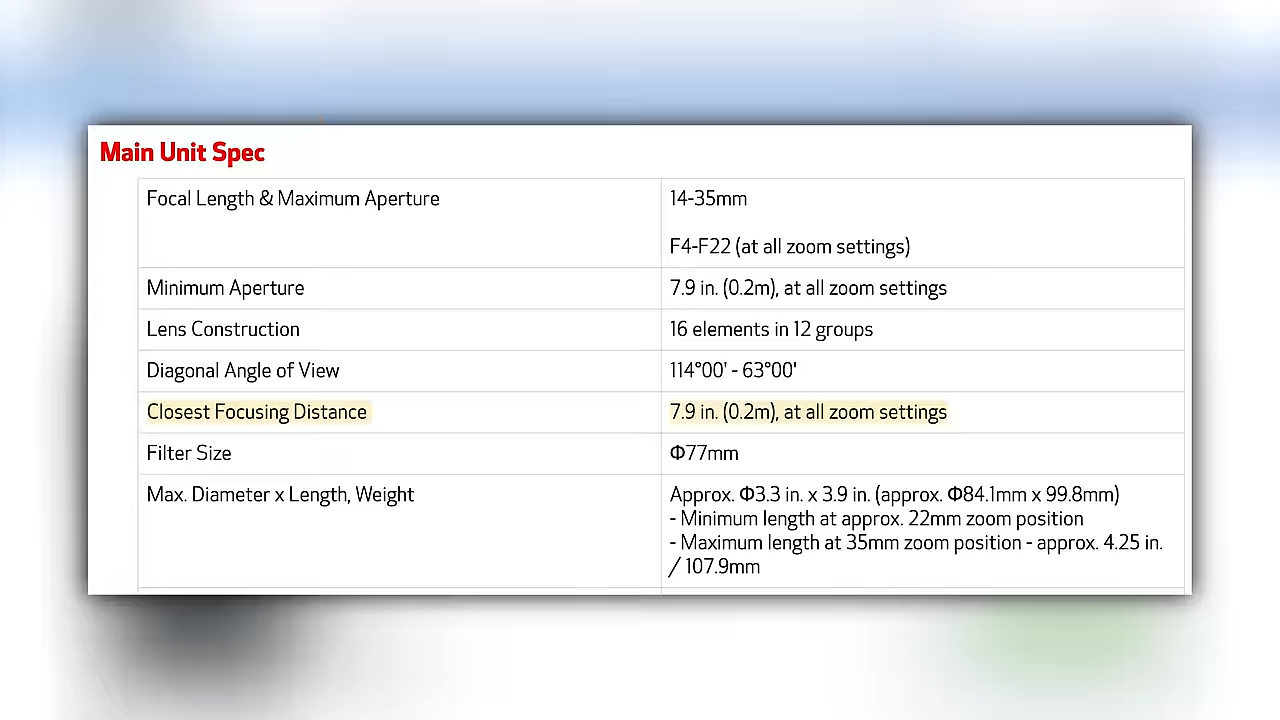 Main Unit Spec
Focal Length & Maximum Aperture
14-35mm
F4-F22 (at all zoom settings)
Minimum Aperture
7.9 in. (0.2m), at all zoom settings
Lens Construction
16 elements in 12 groups
Diagonal Angle of View
114°00' - 63°00'
Closest Focusing Distance
7.9 in. (0.2m), at all zoom settings
Filter Size
Φ77mm
Max. Diameter x Length, Weight
Approx. Φ3.3 in. x 3.9 in. (approx. Φ84.1mm x 99.8mm)
- Minimum length at approx. 22mm zoom position
- Maximum length at 35mm zoom position - approx. 4.25 in.
/ 107.9mm